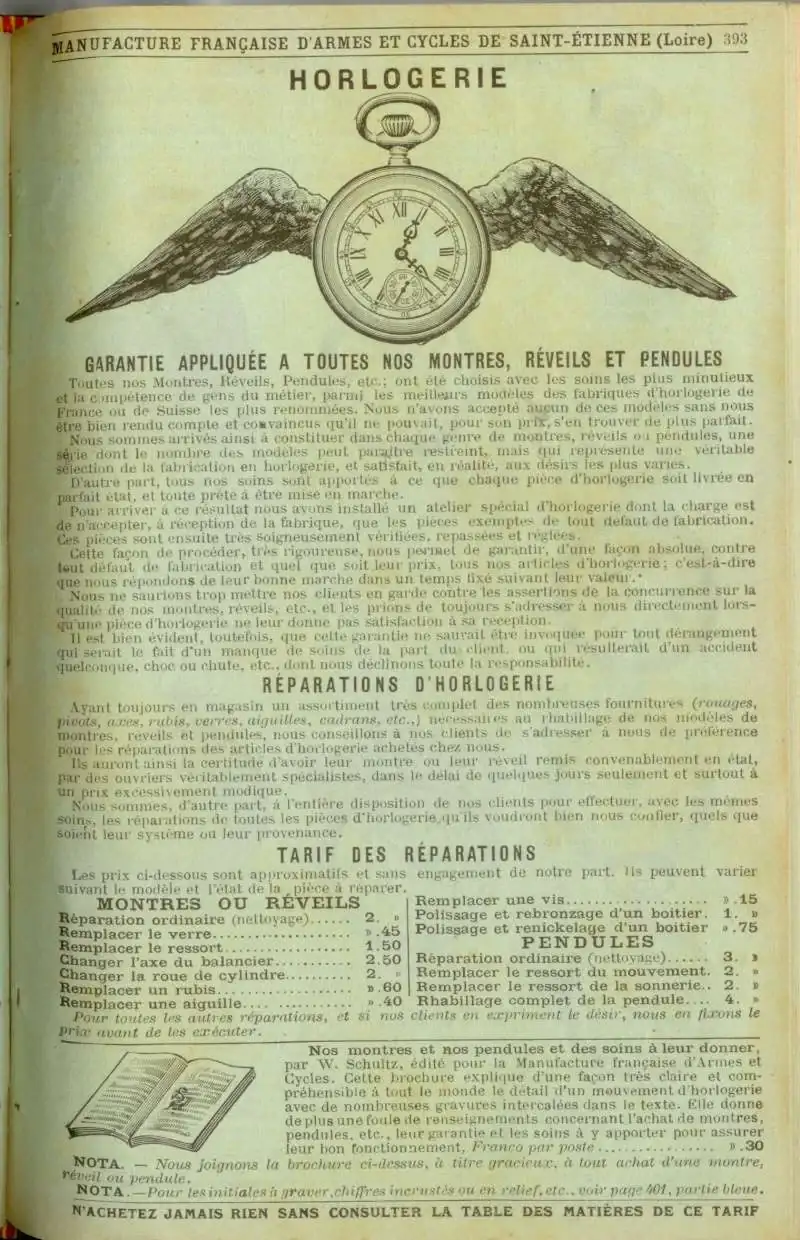 MANUFACTURE FRANÇAISE D'ARMES ET CYCLES DE SAINT-ÉTIENNE (Loire) 393
HORLOGERIE
GARANTIE APPLIQUÉE A TOUTES NOS MONTRES, RÉVEILS ET PENDULES
Toutes nos Montres, Réveils, Pendules, etc.; ont été choisis avec les soins les plus minutieux
et la compétence de gens du métier, parmi les meilleurs modèles des fabriques d'horlogerie de
France ou de Suisse les plus renommées. Nous n'avons accepté aucun de ces modèles sans nous
être bien rendu compte et convaincus qu'il ne pouvait, pour son prix, s'en trouver de plus parfait.
Nous sommes arrivés ainsi à constituer dans chaque genre de montres, réveils ou pendules, une
série dont le nombre des modèles peut paraître restreint, mais qui représente une véritable
sélection de la fabrication en horlogerie, et satisfait, en réalité, aux désirs les plus variés.
D'autre part, tous nos soins sont apportés à ce que chaque pièce d'horlogerie soit livrée en
parfait état, et toute prête à être mise en marche.
Pour arriver à ce résultat nous avons installé un atelier spécial d'horlogerie dont la charge est
de n'accepter, à réception de la fabrique, que les pièces exemptes de tout défaut de fabrication.
Ces pièces sont ensuite très soigneusement vérifiées, repassées et réglées.
Cette façon de procéder, très rigoureuse, nous permet de garantir, d'une façon absolue, contre
tout défaut de fabrication et quel que soit leur prix, tous nos articles d'horlogerie; c'est-à-dire
que nous répondons de leur bonne marche dans un temps fixé suivant leur valeur.
Nous ne saurions trop mettre nos clients en garde contre les assertions de la concurrence sur la
qualité de nos montres, réveils, etc., et les prions de toujours s'adresser à nous directement lors-
qu'une pièce d'horlogerie ne leur donne pas satisfaction à sa réception.
Il est bien évident, toutefois, que cette garantie ne saurait être invoquée pour tout dérangement
qui serait le fait d'un manque de soins de la part du client, ou qui résulterait d'un accident
quelconque, choc ou chute, etc., dont nous déclinons toute la responsabilité.
RÉPARATIONS D'HORLOGERIE
Ayant toujours en magasin un assortiment très complet des nombreuses fournitures (rouages,
pivots, axes, rubis, verres, aiguilles, cadrans, etc.,) nécessaires au rhabillage de nos modèles de
montres, réveils et pendules, nous conseillons à nos clients de s'adresser à nous de préférence
pour les réparations des articles d'horlogerie achetés chez nous.
Ils auront ainsi la certitude d'avoir leur montre ou leur réveil remis convenablement en état,
par des ouvriers véritablement spécialistes, dans le délai de quelques jours seulement et surtout à
un prix excessivement modique.
Nous sommes, d'autre part, à l'entière disposition de nos clients pour effectuer, avec les mêmes
soins, les réparations de toutes les pièces d'horlogerie, qu'ils voudront bien nous confier, quels que
soient leur système ou leur provenance.
TARIF DES RÉPARATIONS
Les prix ci-dessous sont approximatifs et sans engagement de notre part. Ils peuvent varier
suivant le modèle et l'état de la pièce à réparer.
MONTRES OU RÉVEILS
Réparation ordinaire (nettoyage)...... 2. »
Remplacer le verre.................... » .45
Remplacer le ressort.................. 1.50
Changer l'axe du balancier........... 2.50
Changer la roue de cylindre.......... 2. »
Remplacer un rubis.................... » .60
Remplacer une aiguille................ » .40
Remplacer une vis..................... » .15
Polissage et rebronzage d'un boitier. 1. »
Polissage et renickelage d'un boitier » .75
PENDULES
Réparation ordinaire (nettoyage)...... 3. »
Remplacer le ressort du mouvement. 2. »
Remplacer le ressort de la sonnerie.. 2. »
Rhabillage complet de la pendule.... 4. »
Pour toutes les autres réparations, et si nos clients en expriment le désir, nous en fixons le
prix avant de les exécuter.
Nos montres et nos pendules et des soins à leur donner,
par W. Schultz, édité pour la Manufacture française d'Armes et
Cycles. Cette brochure explique d'une façon très claire et com-
préhensible à tout le monde le détail d'un mouvement d'horlogerie
avec de nombreuses gravures intercalées dans le texte. Elle donne
de plus une foule de renseignements concernant l'achat de montres,
pendules, etc., leur garantie et les soins à y apporter pour assurer
leur bon fonctionnement, Franco par poste.................. » .30
NOTA. — Nous joignons la brochure ci-dessus, à titre gracieux, à tout achat d'une montre,
réveil ou pendule.
NOTA. — Pour les initiales à graver, chiffres incrustés ou en relief, etc., voir page 401, partie bleue.
N'ACHETEZ JAMAIS RIEN SANS CONSULTER LA TABLE DES MATIÈRES DE CE TARIF